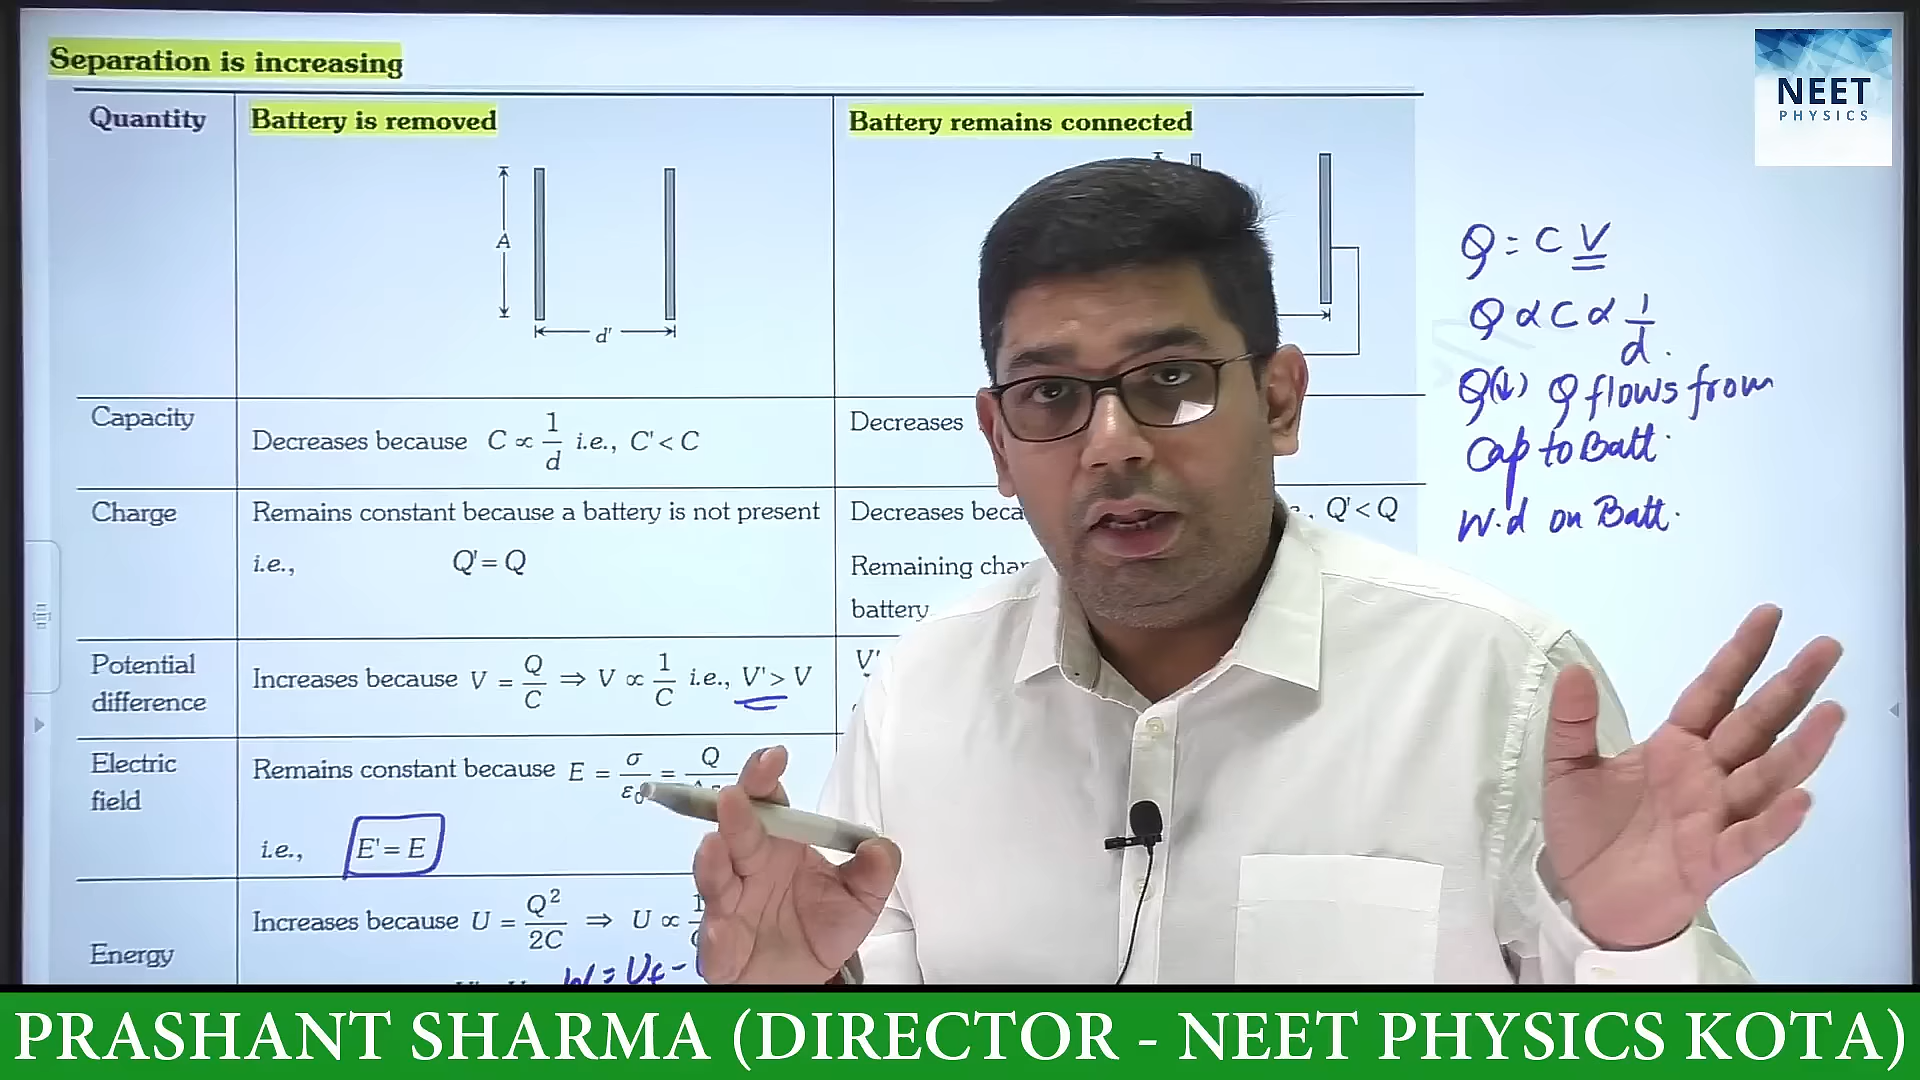 Separation is increasing
NEET
PHYSICS
Quantity
Battery is removed
Battery remains connected
A
d'
Q = C V
Q ∝ C ∝ 1/d.
Q(↓) Q flows from
Cap to Batt.
W.d on Batt.
Capacity
Decreases because C ∝ 1/d i.e., C' < C
Decreases
Charge
Remains constant because a battery is not present
i.e., Q' = Q
Decreases
Q' < Q
Remaining
battery
Potential
difference
Increases because V = Q/C ⇒ V ∝ 1/C i.e., V' > V
V'
Electric
field
Remains constant because E = σ/ε0 = Q
i.e., E' = E
Energy
Increases because U = Q²/2C ⇒ U ∝
W = Uf -
PRASHANT SHARMA (DIRECTOR - NEET PHYSICS KOTA)